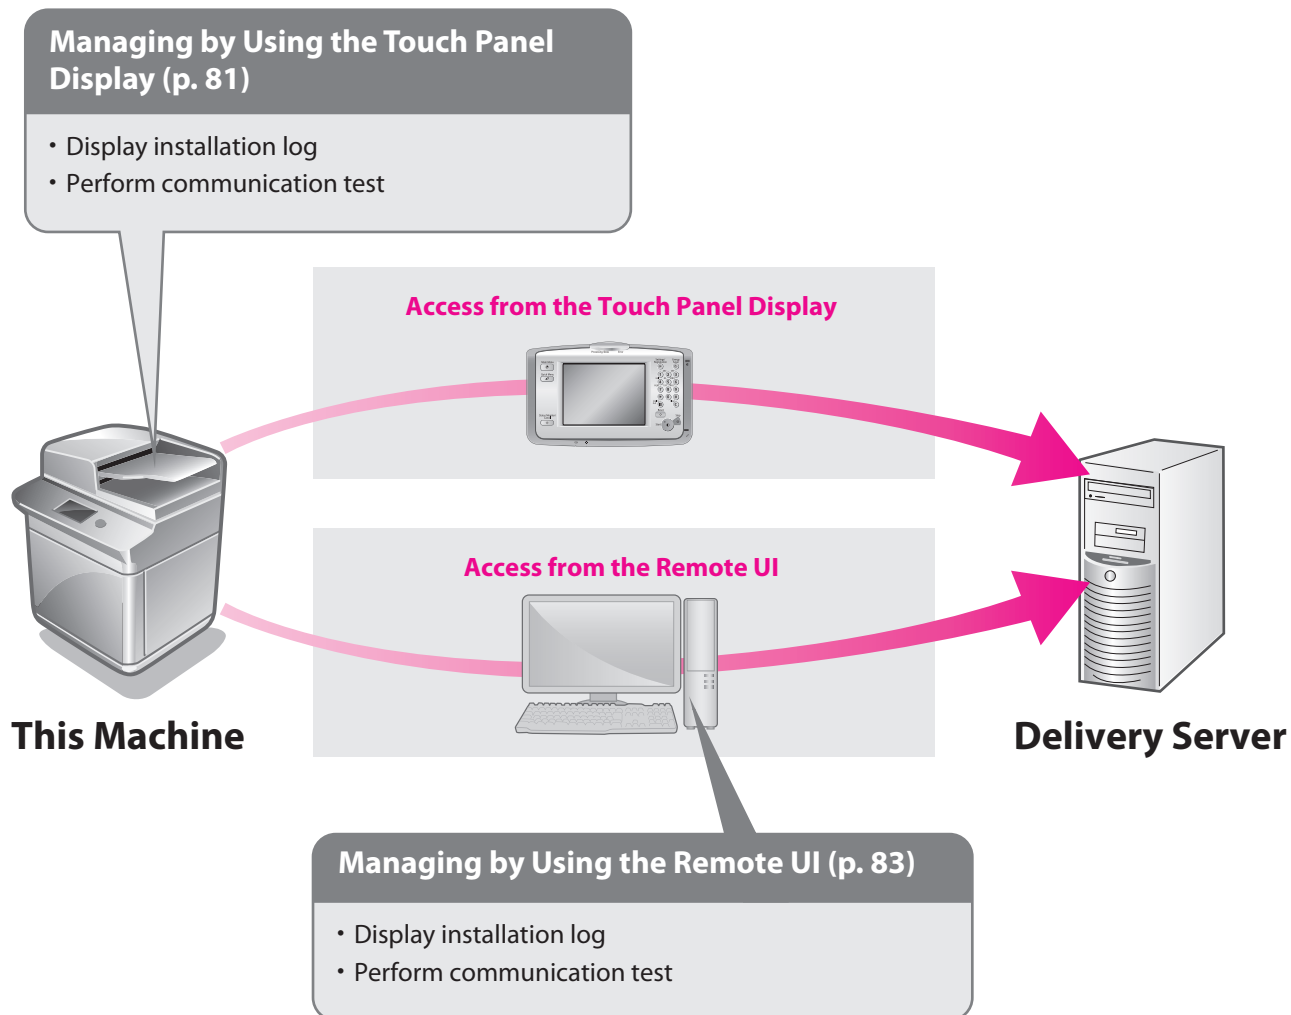 Managing by Using the Touch Panel
Display (p. 81)
• Display installation log
• Perform communication test
Access from the Touch Panel Display
Access from the Remote UI
This Machine
Delivery Server
Managing by Using the Remote UI (p. 83)
• Display installation log
• Perform communication test